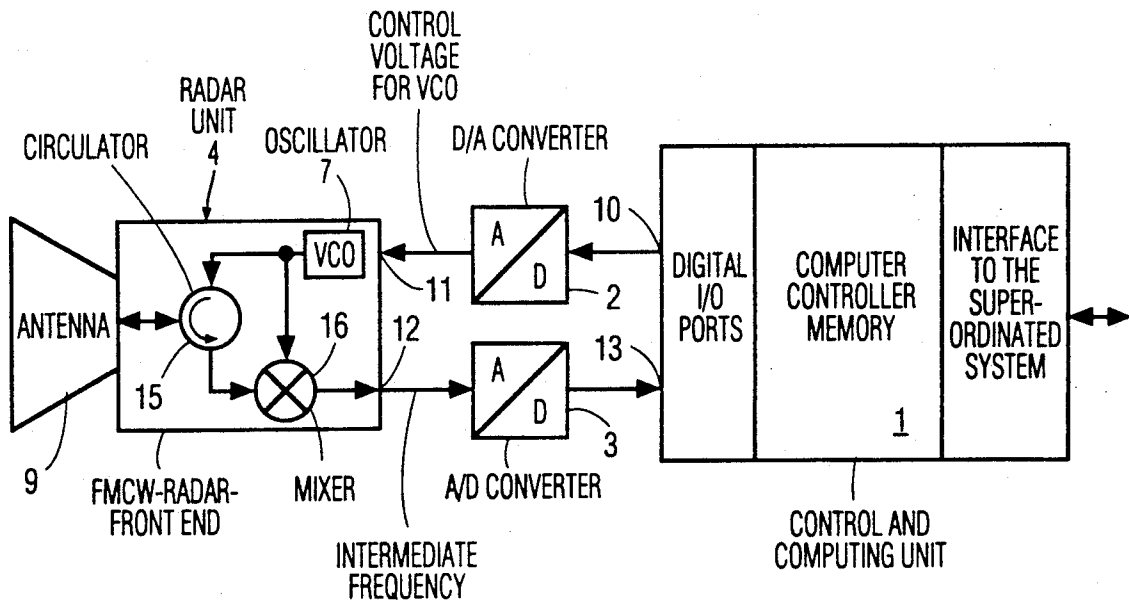 CONTROL
VOLTAGE
FOR VCO
RADAR
UNIT
4
CIRCULATOR
OSCILLATOR
7
D/A CONVERTER
VCO
11
A
D
2
10
ANTENNA
9
15
16
12
A
D
3
13
DIGITAL
I/O
PORTS
COMPUTER
CONTROLLER
MEMORY
1
INTERFACE
TO THE
SUPER-
ORDINATED
SYSTEM
FMCW-RADAR-
FRONT END
MIXER
A/D CONVERTER
INTERMEDIATE
FREQUENCY
CONTROL AND
COMPUTING UNIT